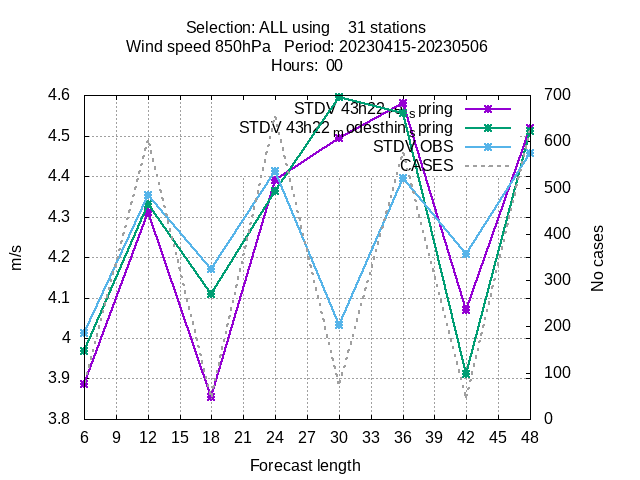 Selection: ALL using 31 stations
Wind speed 850hPa Period: 20230415-20230506
Hours: 00
STDV 43h22
pring
STDV 43h22_modesthin_spring
STDV OBS
CASES
4.6
4.5
4.4
4.3
4.2
4.1
4
3.9
3.8
700
600
500
400
300
200
100
0
m/s
No cases
6 9 12 15 18 21 24 27 30 33 36 39 42 45 48
Forecast length